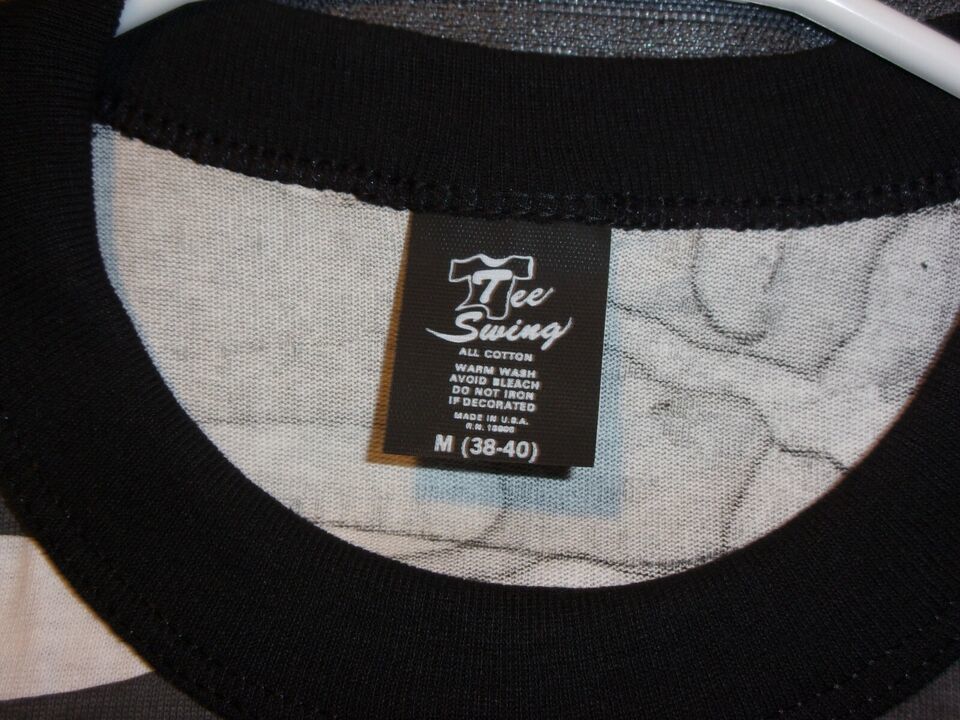 Tee
Swing
ALL COTTON
WARM WASH
AVOID BLEACH
DO NOT IRON
IF DECORATED
MADE IN U.S.A.
R.N.
M (38-40)